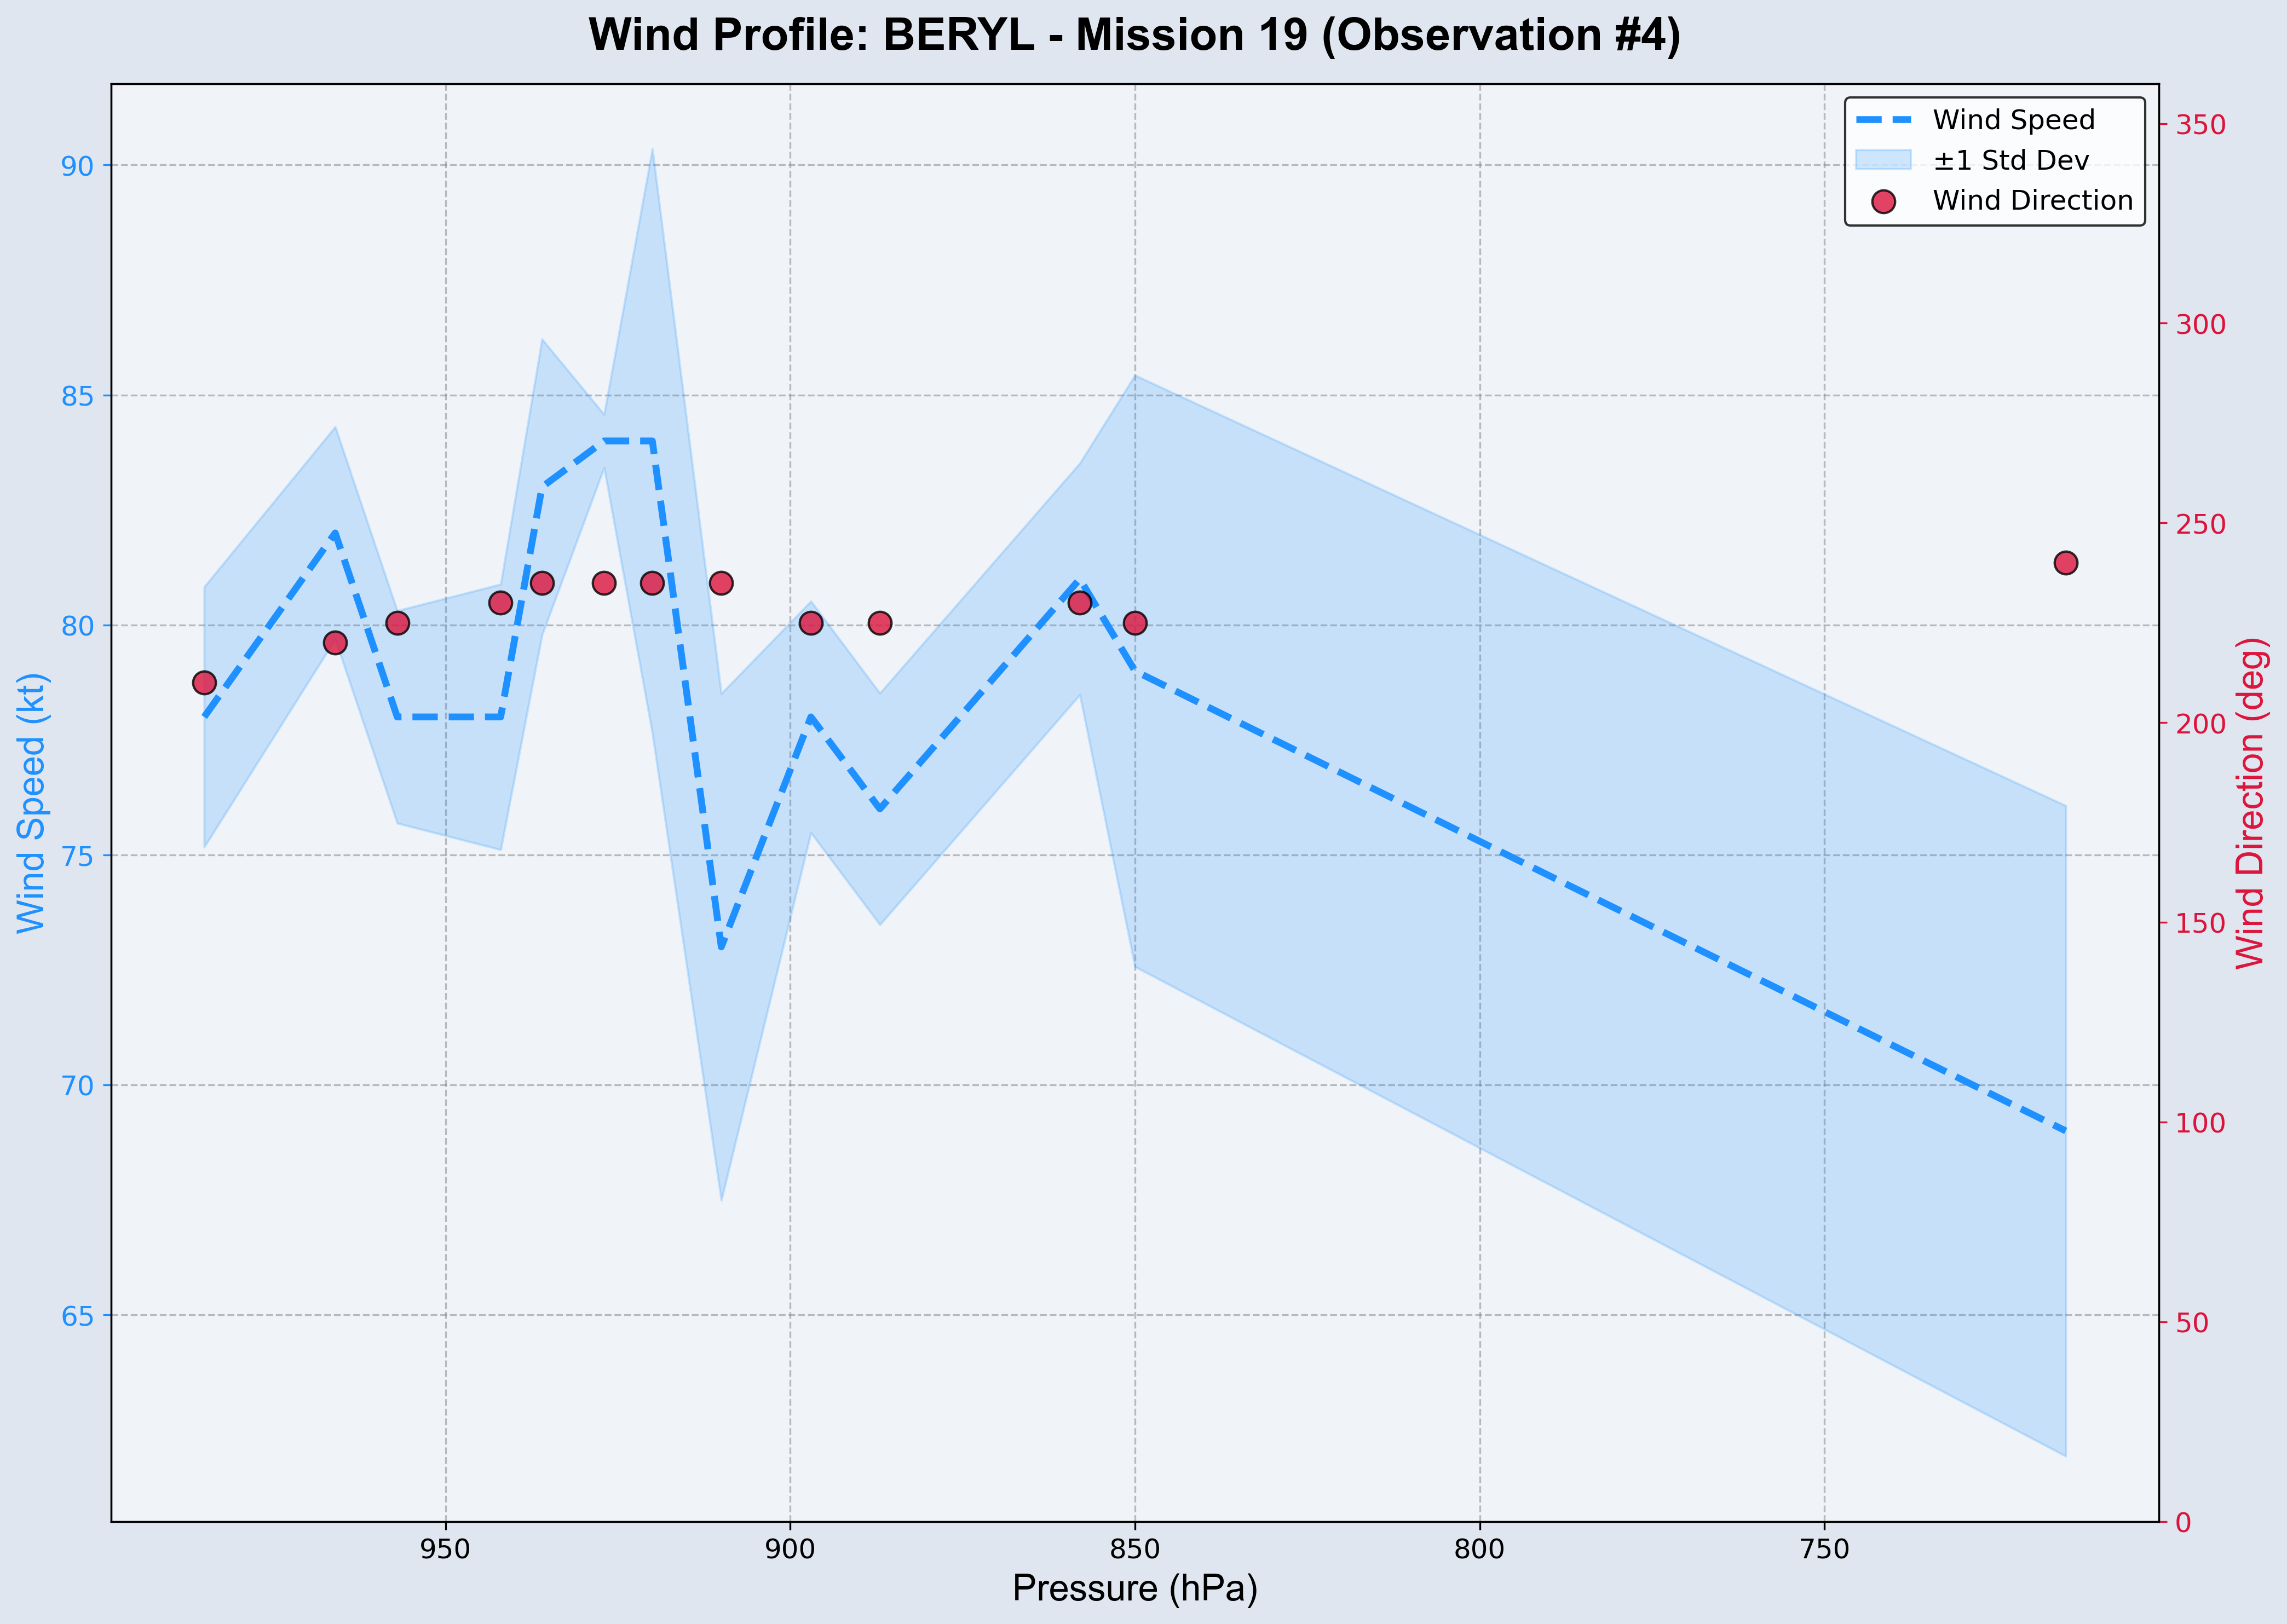 Wind Profile: BERYL - Mission 19 (Observation #4)
Wind Speed
±1 Std Dev
Wind Direction
90
85
80
75
70
65
Wind Speed (kt)
350
300
250
200
150
100
50
0
Wind Direction (deg)
950
900
850
800
750
Pressure (hPa)